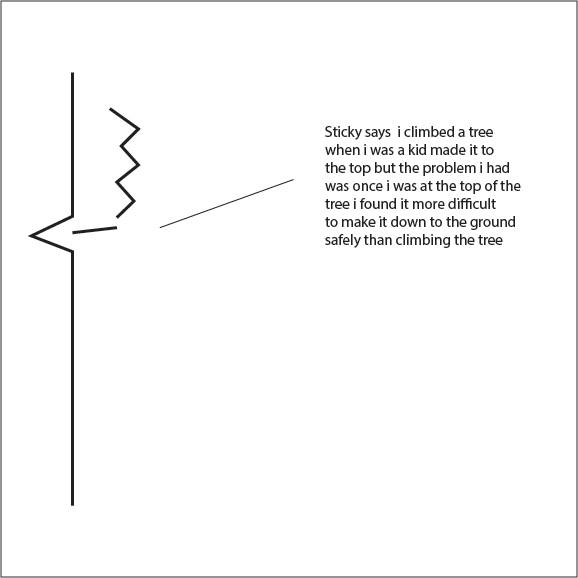 Sticky says  i climbed a tree
when i was a kid made it to
the top but the problem i had
was once i was at the top of the
tree i found it more difficult
to make it down to the ground
safely than climbing the tree